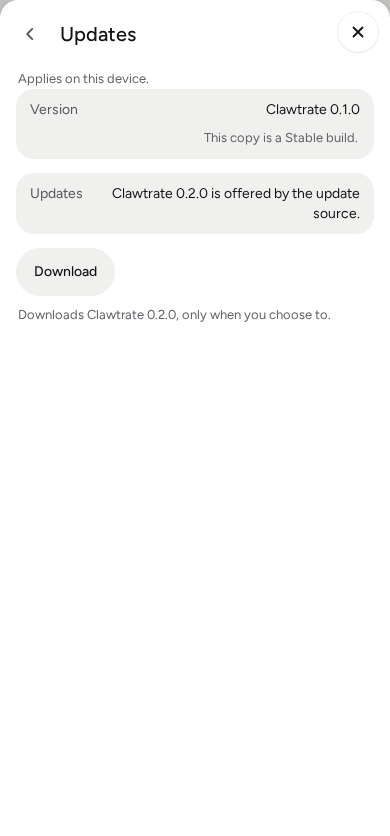 Updates
Applies on this device.
Version Clawtrate 0.1.0
This copy is a Stable build.
Updates Clawtrate 0.2.0 is offered by the update
source.
Download
Downloads Clawtrate 0.2.0, only when you choose to.